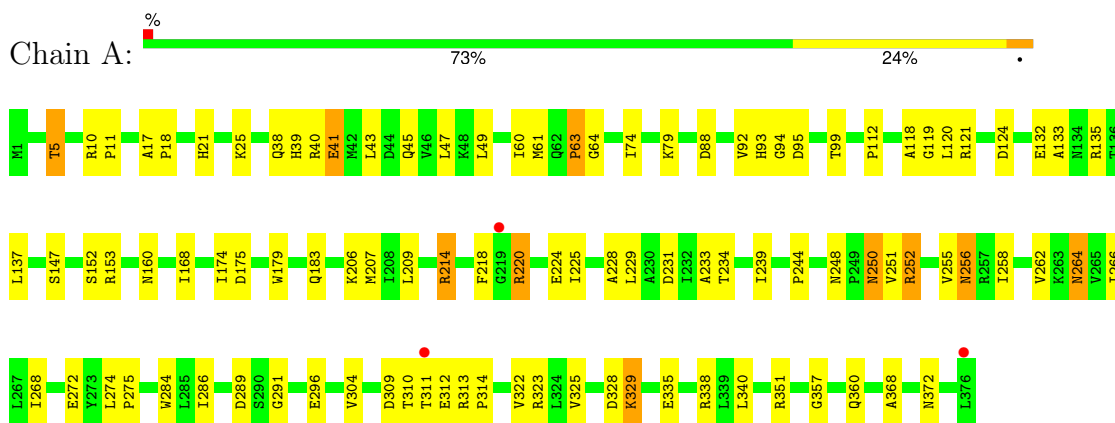 %
Chain A:
73% 24% •
M1 T5 R10 P11 A17 P18 H21 K25 Q38 H39 R40 E41 M42 L43 D44 Q45 V46 L47 K48 L49 I60 M61 Q62 P63 G64 I74 K79 D88 V92 H93 G94 D95 T99 P112 A118 G119 L120 R121 D124 E132 A133 N134 R135 T136
L137 S147 S152 R153 N160 I168 I174 D175 W179 Q183 K206 M207 I208 L209 R214 F218 G219 R220 E224 I225 A228 L229 A230 D231 I232 A233 T234 I239 P244 N248 P249 N250 V251 R252 V255 N256 R257 I258 V262 K263 N264 V265 I266
L267 I268 E272 Y273 L274 P275 W284 L285 I286 D289 S290 G291 E296 V304 D309 T310 T311 E312 R313 P314 V322 R323 L324 V325 D328 K329 E335 R338 L339 L340 R351 G357 Q360 A368 N372 L376